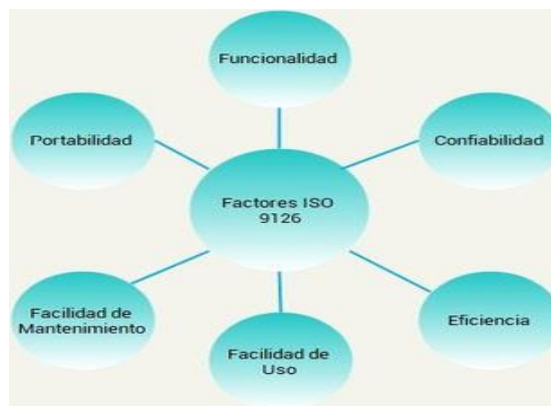 Funcionalidad
Portabilidad
Confiabilidad
Factores ISO
9126
Facilidad de
Mantenimiento
Eficiencia
Facilidad de
Uso